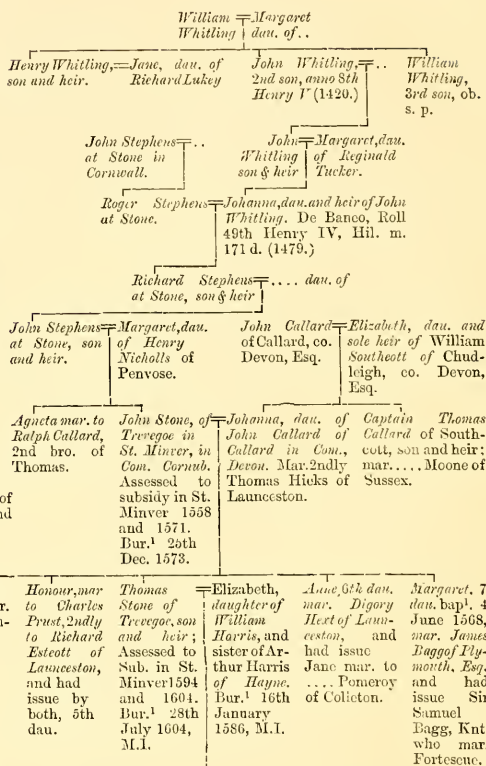 William = Margaret
Whitling dau. of..
Henry Whitling, = Jane, dau. of
son and heir. Richard Lukey
John Whitling, = ..
2nd son, anno 8th
Henry V (1420.)
William
Whitling,
3rd son, ob.
s. p.
John Stephens = ..
at Stone in
Cornwall.
John = Margaret, dau.
Whitling of Reginald
son & heir Tucker.
Roger Stephens = Johanna, dau. and heir of John
at Stone. Whitling. De Banco, Roll
49th Henry IV, Hil. m.
171 d. (1479.)
Richard Stephens = .... dau. of
at Stone, son & heir
John Stephens = Margaret, dau.
at Stone, son of Henry
and heir. Nicholls of
Penvose.
John Callard = Elizabeth, dau. and
of Callard, co. sole heir of William
Devon, Esq. Southcott of Chud-
leigh, co. Devon,
Esq.
Agneta mar. to
Ralph Callard,
2nd bro. of
Thomas.
John Stone, of = Johanna, dau. of
Trevegoe in John Callard of
St. Minver, in Callard in Com.,
Com. Cornub. Devon. Mar. 2ndly
Assessed to Thomas Hicks of
subsidy in St. Launceston.
Minver 1558
and 1571.
Bur.¹ 25th
Dec. 1573.
Captain Thomas
Callard of South-
cott, son and heir;
mar....., Moone of
Sussex.
of
nd
r.
n-
Honour, mar
to Charles
Prust, 2ndly
to Richard
Estcott of
Launceston,
and had
issue by
both, 5th
dau.
Thomas = Elizabeth,
Stone of daughter of
Trevegoe, son William
and heir; Harris, and
Assessed to sister of Ar-
Sub. in St. thur Harris
Minver 1594 of Hayne.
and 1604. Bur.¹ 16th
Bur.¹ 28th January
July 1604, 1586, M.I.
M.I.
Anne, 6th dau.
mar. Digory
Hext of Laun-
ceston, and
had issue
Jane mar. to
.... Pomeroy
of Coliton.
Margaret, 7
dau. bap¹. 4
June 1568,
mar. James
Bagg of Ply-
mouth, Esq.
and had
issue Sir
Samuel
Bagg, Knt
who mar
Fortescue.